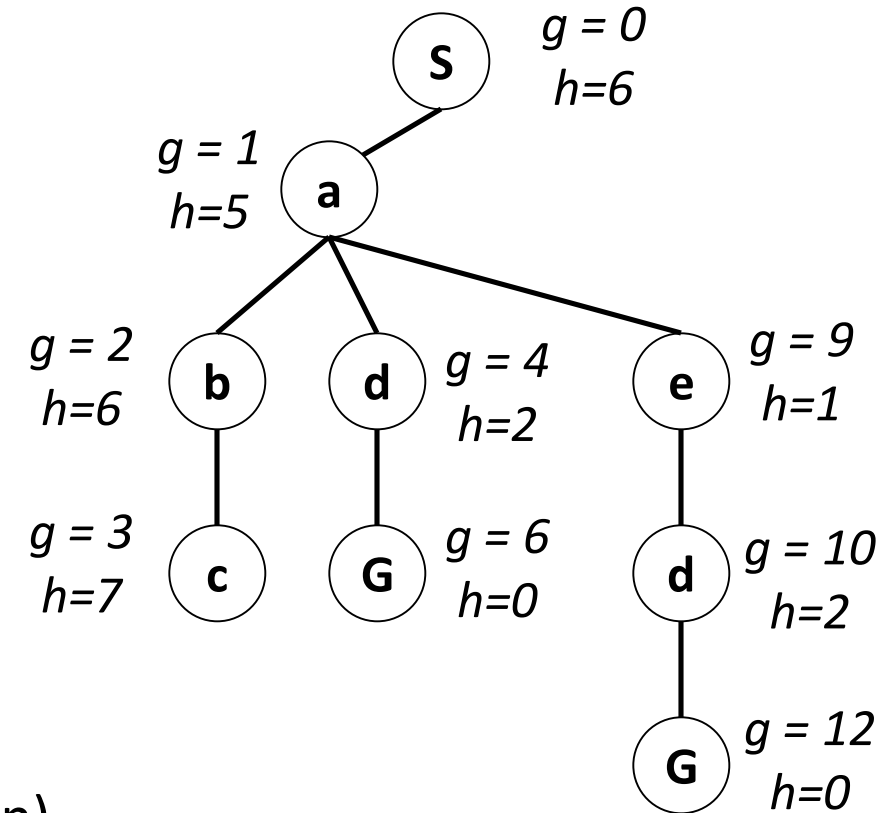 S
g = 0
h=6
g = 1
h=5
a
g = 2
h=6
b
d
g = 4
h=2
e
g = 9
h=1
g = 3
h=7
c
G
g = 6
h=0
d
g = 10
h=2
G
g = 12
h=0
n)